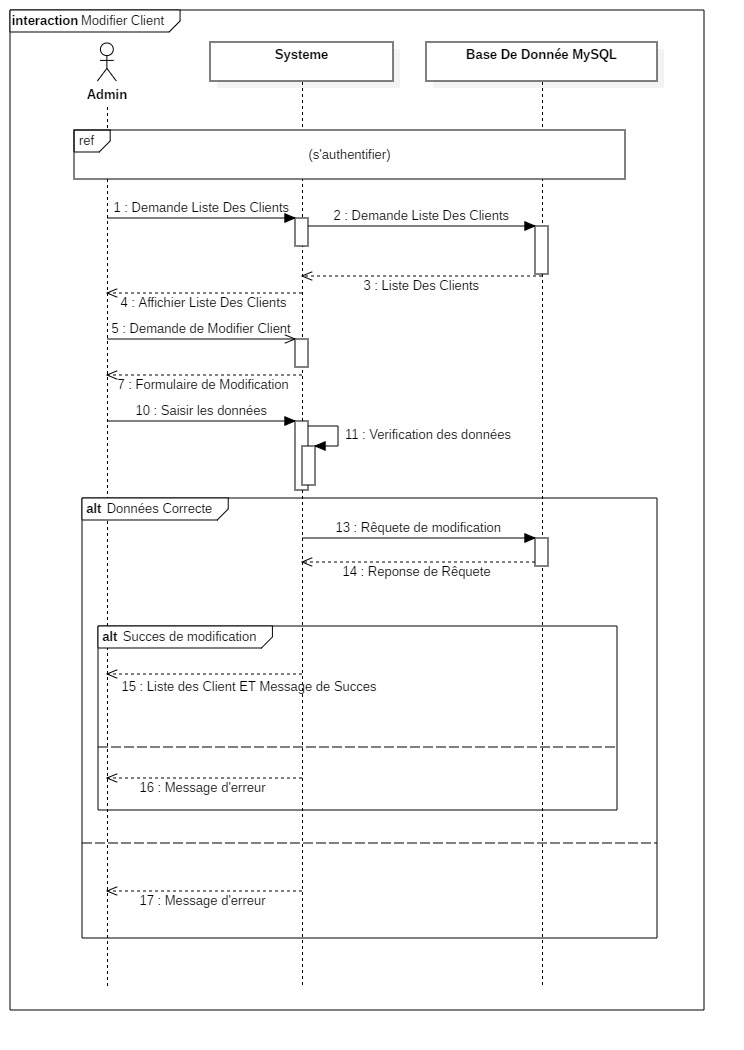 interaction Modifier Client
Systeme
Base De Donnée MySQL
Admin
ref
(s'authentifier)
1 : Demande Liste Des Clients
2 : Demande Liste Des Clients
3 : Liste Des Clients
4 : Affichier Liste Des Clients
5 : Demande de Modifier Client
7 : Formulaire de Modification
10 : Saisir les données
11 : Verification des données
alt Données Correcte
13 : Rêquete de modification
14 : Reponse de Rêquete
alt Succes de modification
15 : Liste des Client ET Message de Succes
16 : Message d'erreur
17 : Message d'erreur